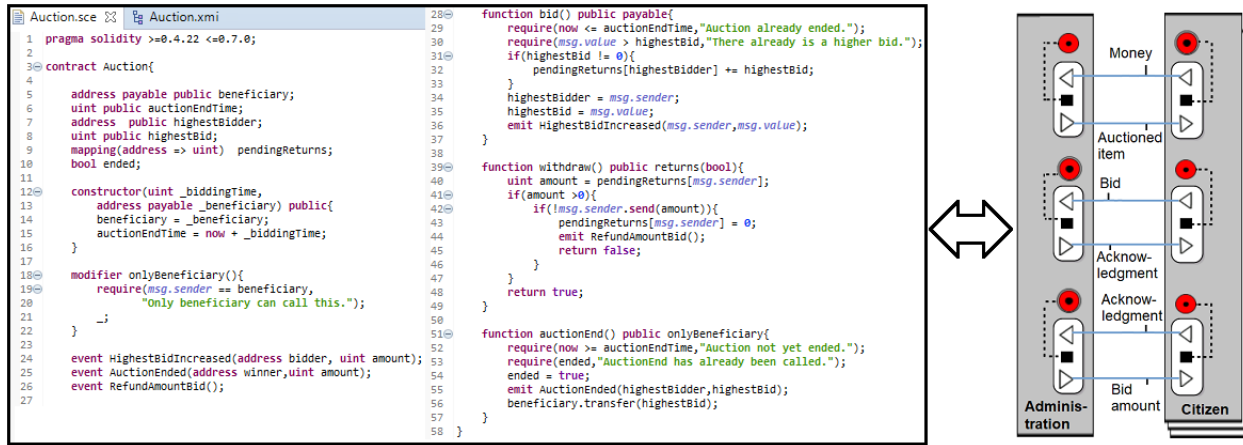 Auction.sce
Auction.xmi
1 pragma solidity >=0.4.22 <=0.7.0;
2
3 contract Auction{
4
5 address payable public beneficiary;
6 uint public auctionEndTime;
7 address public highestBidder;
8 uint public highestBid;
9 mapping(address => uint) pendingReturns;
10 bool ended;
11
12 constructor(uint _biddingTime,
13 address payable _beneficiary) public{
14 beneficiary = _beneficiary;
15 auctionEndTime = now + _biddingTime;
16 }
17
18 modifier onlyBeneficiary(){
19 require(msg.sender == beneficiary,
20 "Only beneficiary can call this.");
21 _;
22 }
23
24 event HighestBidIncreased(address bidder, uint amount);
25 event AuctionEnded(address winner,uint amount);
26 event RefundAmountBid();
27
28 function bid() public payable{
29 require(now <= auctionEndTime,"Auction already ended.");
30 require(msg.value > highestBid,"There already is a higher bid.");
31 if(highestBid != 0){
32 pendingReturns[highestBidder] += highestBid;
33 }
34 highestBidder = msg.sender;
35 highestBid = msg.value;
36 emit HighestBidIncreased(msg.sender,msg.value);
37 }
38
39 function withdraw() public returns(bool){
40 uint amount = pendingReturns[msg.sender];
41 if(amount >0){
42 if(!msg.sender.send(amount)){
43 pendingReturns[msg.sender] = 0;
44 emit RefundAmountBid();
45 return false;
46 }
47 }
48 return true;
49 }
50
51 function auctionEnd() public onlyBeneficiary{
52 require(now >= auctionEndTime,"Auction not yet ended.");
53 require(ended,"AuctionEnd has already been called.");
54 ended = true;
55 emit AuctionEnded(highestBidder,highestBid);
56 beneficiary.transfer(highestBid);
57 }
58 }
Money
Auctioned
item
Bid
Acknow-
ledgment
Acknow-
ledgment
Bid
amount
Adminis-
tration
Citizen